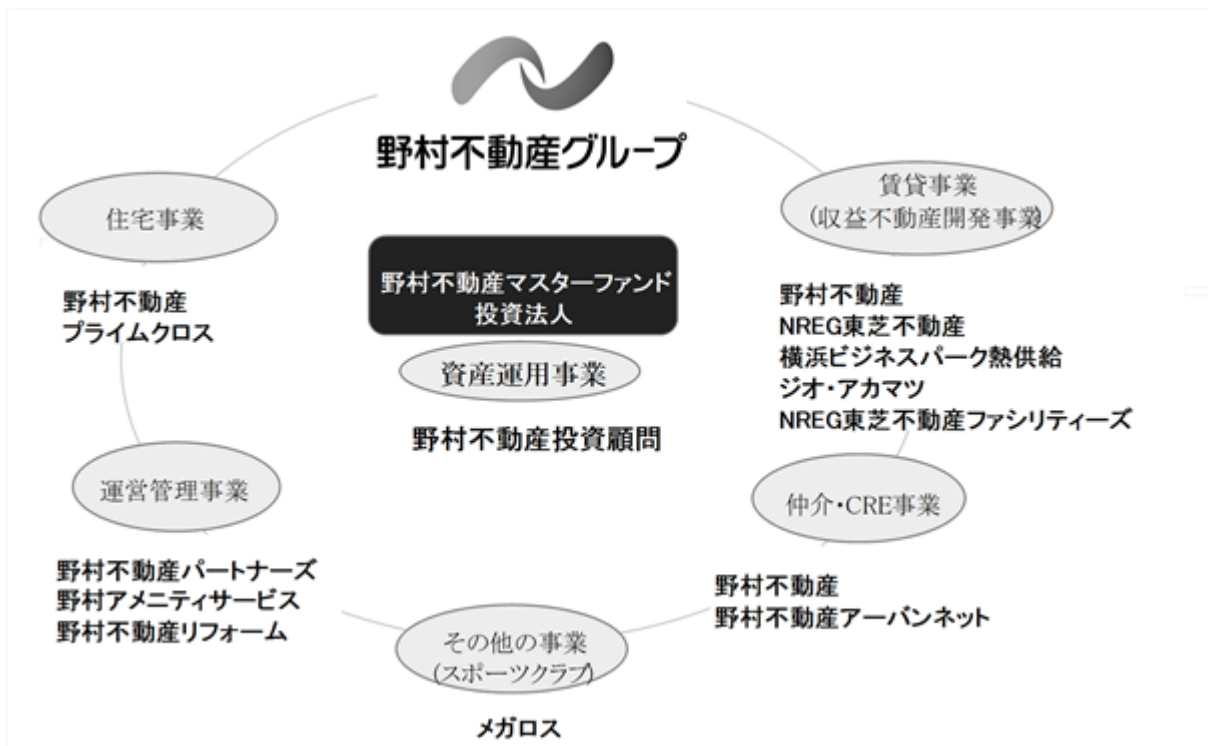 野村不動産グループ
住宅事業
野村不動産
プライムクロス
賃貸事業
(収益不動産開発事業)
野村不動産
NREG東芝不動産
横浜ビジネスパーク熱供給
ジオ・アカマツ
NREG東芝不動産ファシリティーズ
野村不動産マスターファンド
投資法人
資産運用事業
野村不動産投資顧問
運営管理事業
野村不動産パートナーズ
野村アメニティサービス
野村不動産リフォーム
仲介・CRE事業
野村不動産
野村不動産アーバンネット
その他の事業
(スポーツクラブ)
メガロス